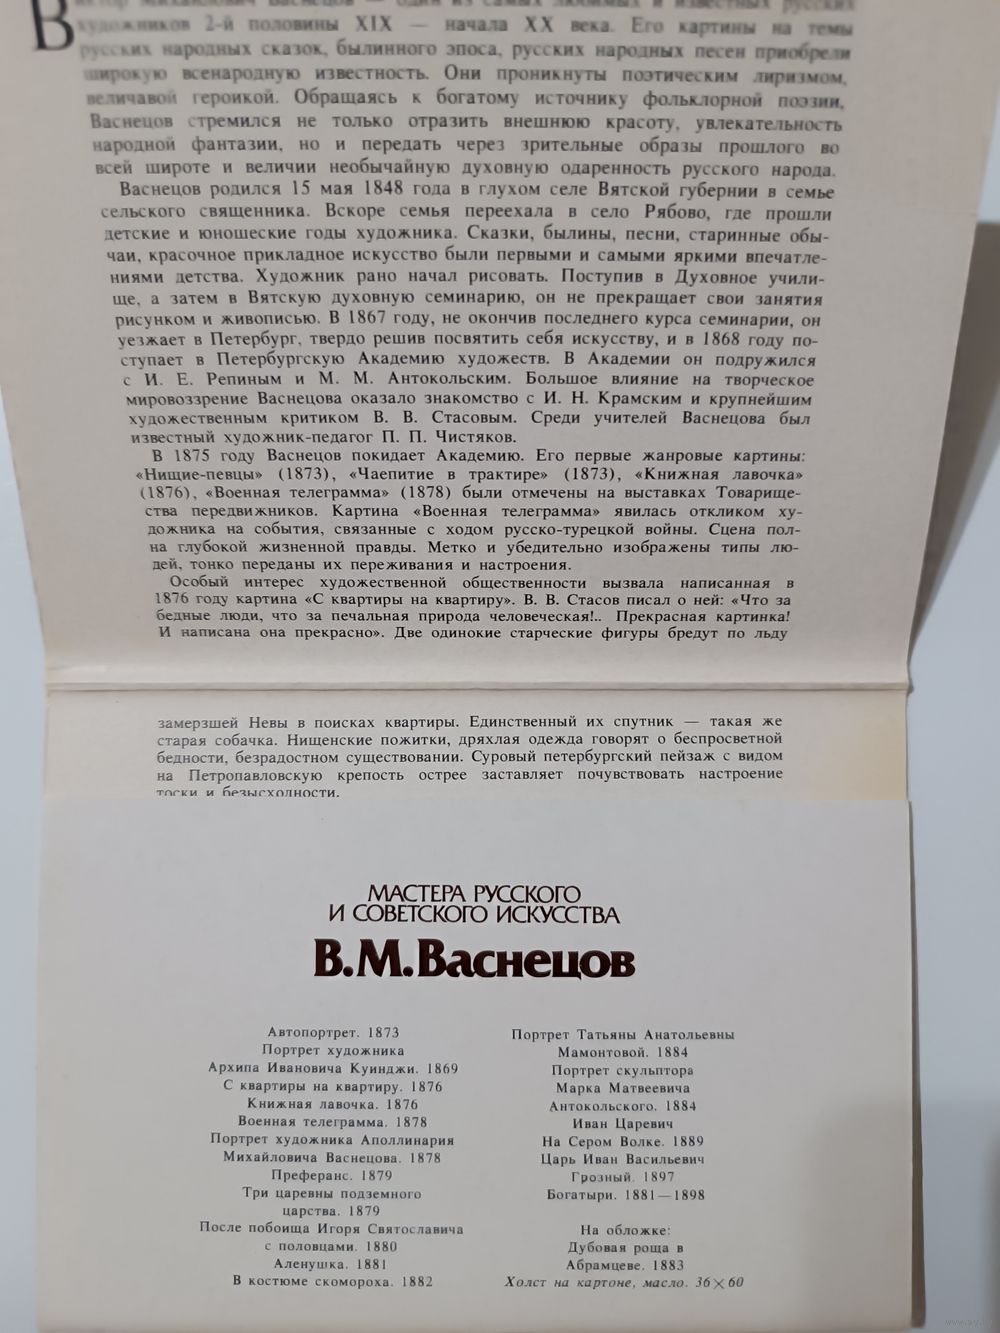 Виктор Михайлович Васнецов — один из самых любимых и известных русских
художников 2-й половины XIX — начала XX века. Его картины на темы
русских народных сказок, былинного эпоса, русских народных песен приобрели
широкую всенародную известность. Они проникнуты поэтическим лиризмом,
величавой героикой. Обращаясь к богатому источнику фольклорной поэзии,
Васнецов стремился не только отразить внешнюю красоту, увлекательность
народной фантазии, но и передать через зрительные образы прошлого во
всей широте и величии необычайную духовную одаренность русского народа.
Васнецов родился 15 мая 1848 года в глухом селе Вятской губернии в семье
сельского священника. Вскоре семья переехала в село Рябово, где прошли
детские и юношеские годы художника. Сказки, былины, песни, старинные обы-
чаи, красочное прикладное искусство были первыми и самыми яркими впечатле-
ниями детства. Художник рано начал рисовать. Поступив в Духовное учили-
ще, а затем в Вятскую духовную семинарию, он не прекращает свои занятия
рисунком и живописью. В 1867 году, не окончив последнего курса семинарии, он
уезжает в Петербург, твердо решив посвятить себя искусству, и в 1868 году по-
ступает в Петербургскую Академию художеств. В Академии он подружился
с И. Е. Репиным и М. М. Антокольским. Большое влияние на творческое
мировоззрение Васнецова оказало знакомство с И. Н. Крамским и крупнейшим
художественным критиком В. В. Стасовым. Среди учителей Васнецова был
известный художник-педагог П. П. Чистяков.
В 1875 году Васнецов покидает Академию. Его первые жанровые картины:
«Нищие-певцы» (1873), «Чаепитие в трактире» (1873), «Книжная лавочка»
(1876), «Военная телеграмма» (1878) были отмечены на выставках Товарище-
ства передвижников. Картина «Военная телеграмма» явилась откликом ху-
дожника на события, связанные с ходом русско-турецкой войны. Сцена пол-
на глубокой жизненной правды. Метко и убедительно изображены типы лю-
дей, тонко переданы их переживания и настроения.
Особый интерес художественной общественности вызвала написанная в
1876 году картина «С квартиры на квартиру». В. В. Стасов писал о ней: «Что за
бедные люди, что за печальная природа человеческая!.. Прекрасная картинка!
И написана она прекрасно». Две одинокие старческие фигуры бредут по льду
замерзшей Невы в поисках квартиры. Единственный их спутник — такая же
старая собачка. Нищенские пожитки, дряхлая одежда говорят о беспросветной
бедности, безрадостном существовании. Суровый петербургский пейзаж с видом
на Петропавловскую крепость острее заставляет почувствовать настроение
тоски и безысходности.
МАСТЕРА РУССКОГО
И СОВЕТСКОГО ИСКУССТВА
В.М.Васнецов
Автопортрет. 1873
Портрет художника
Архипа Ивановича Куинджи. 1869
С квартиры на квартиру. 1876
Книжная лавочка. 1876
Военная телеграмма. 1878
Портрет художника Аполлинария
Михайловича Васнецова. 1878
Преферанс. 1879
Три царевны подземного
царства. 1879
После побоища Игоря Святославича
с половцами. 1880
Аленушка. 1881
В костюме скомороха. 1882
Портрет Татьяны Анатольевны
Мамонтовой. 1884
Портрет скульптора
Марка Матвеевича
Антокольского. 1884
Иван Царевич
На Сером Волке. 1889
Царь Иван Васильевич
Грозный. 1897
Богатыри. 1881—1898
На обложке:
Дубовая роща в
Абрамцеве. 1883
Холст на картоне, масло. 36×60